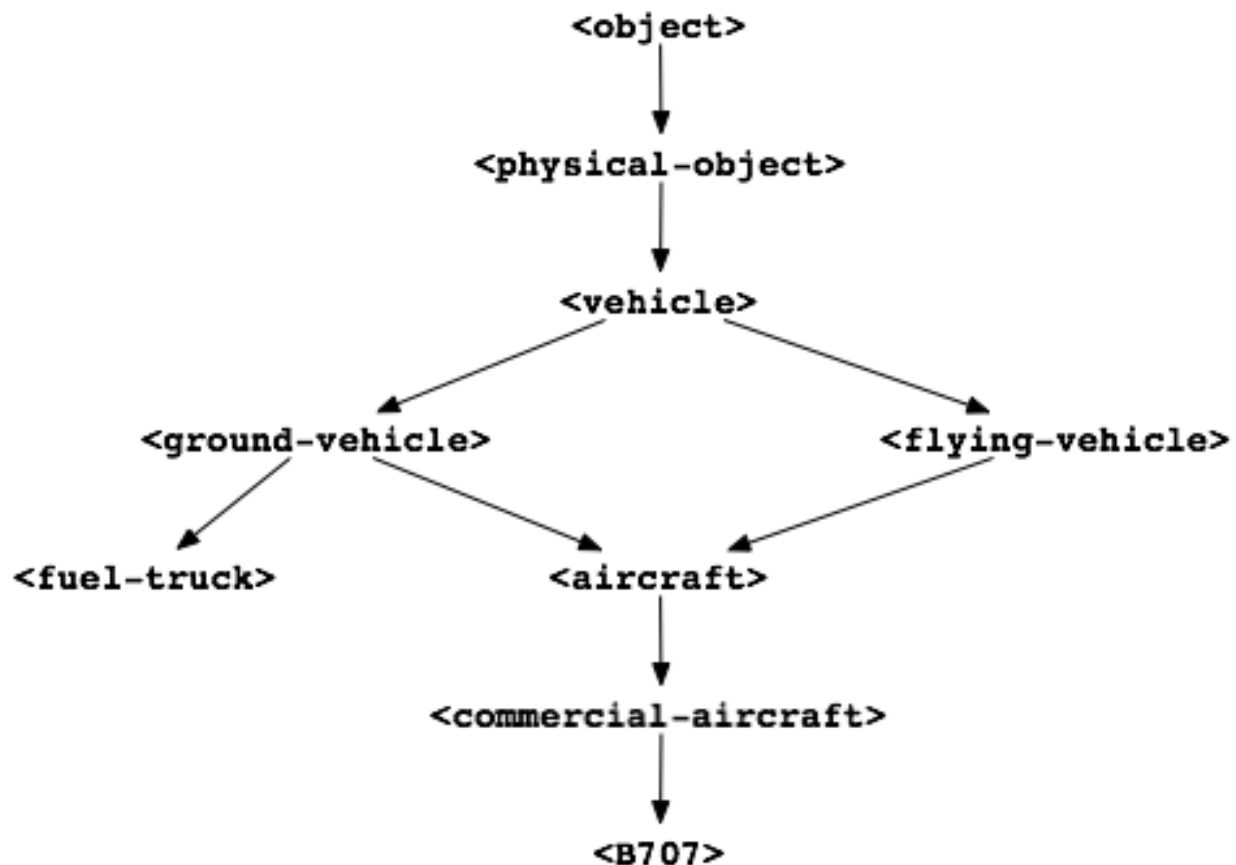 <object>
<physical-object>
<vehicle>
<ground-vehicle> <flying-vehicle>
<fuel-truck> <aircraft>
<commercial-aircraft>
<B707>